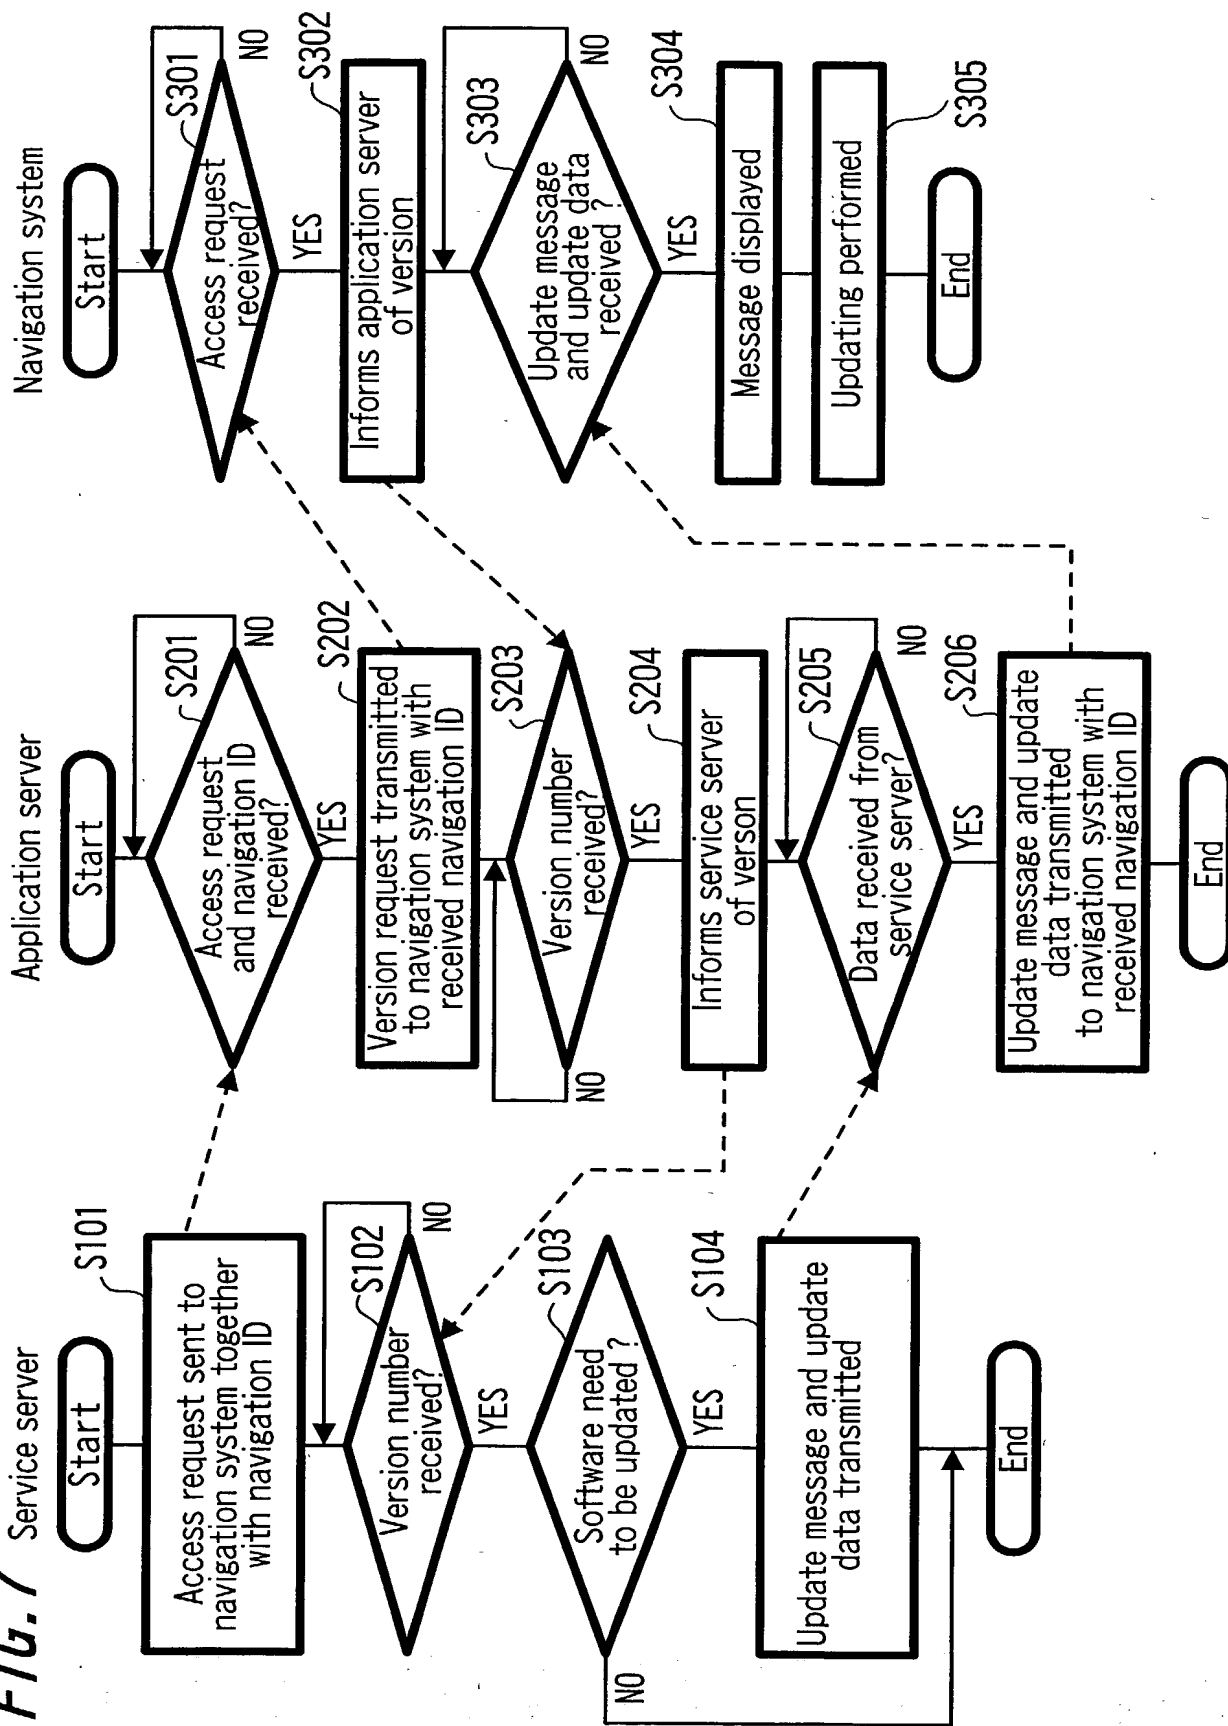 FIG. 7
Service server
Start
S101
Access request sent to
navigation system together
with navigation ID
S102
Version number
received?
NO
YES
S103
Software need
to be updated ?
NO
YES
S104
Update message and update
data transmitted
End
Application server
Start
S201
Access request
and navigation ID
received?
NO
YES
S202
Version request transmitted
to navigation system with
received navigation ID
S203
Version number
received?
NO
YES
S204
Informs service server
of verson
S205
Data received from
service server?
NO
YES
S206
Update message and update
data transmitted
to navigation system with
received navigation ID
End
Navigation system
Start
S301
Access request
received?
NO
YES
S302
Informs application server
of version
S303
Update message
and update data
received ?
NO
YES
S304
Message displayed
S305
Updating performed
End